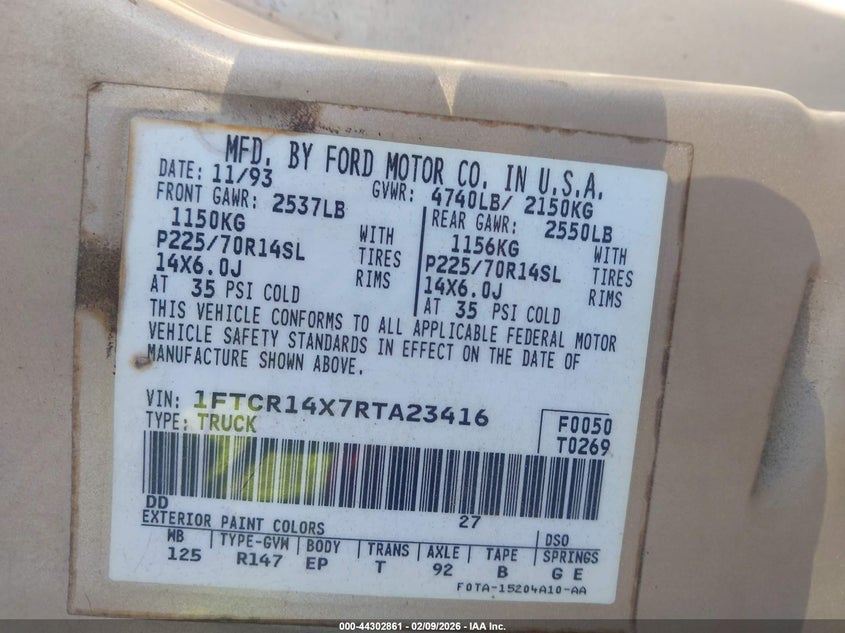 MFD. BY FORD MOTOR CO. IN U.S.A.
DATE: 11/93 GVWR: 4740LB/ 2150KG
FRONT GAWR: 2537LB REAR GAWR: 2550LB
1150KG WITH 1156KG WITH
P225/70R14SL TIRES P225/70R14SL TIRES
14X6.0J RIMS 14X6.0J RIMS
AT 35 PSI COLD AT 35 PSI COLD
THIS VEHICLE CONFORMS TO ALL APPLICABLE FEDERAL MOTOR
VEHICLE SAFETY STANDARDS IN EFFECT ON THE DATE OF
MANUFACTURE SHOWN ABOVE.
VIN: 1FTCR14X7RTA23416 F0050
TYPE: TRUCK T0269
DD 27
EXTERIOR PAINT COLORS DSO
WB TYPE-GVW BODY TRANS AXLE TAPE SPRINGS
125 R147 EP T 92 B G E
F0TA-15204A10-AA
000-44302861 - 02/09/2026 - IAA Inc.